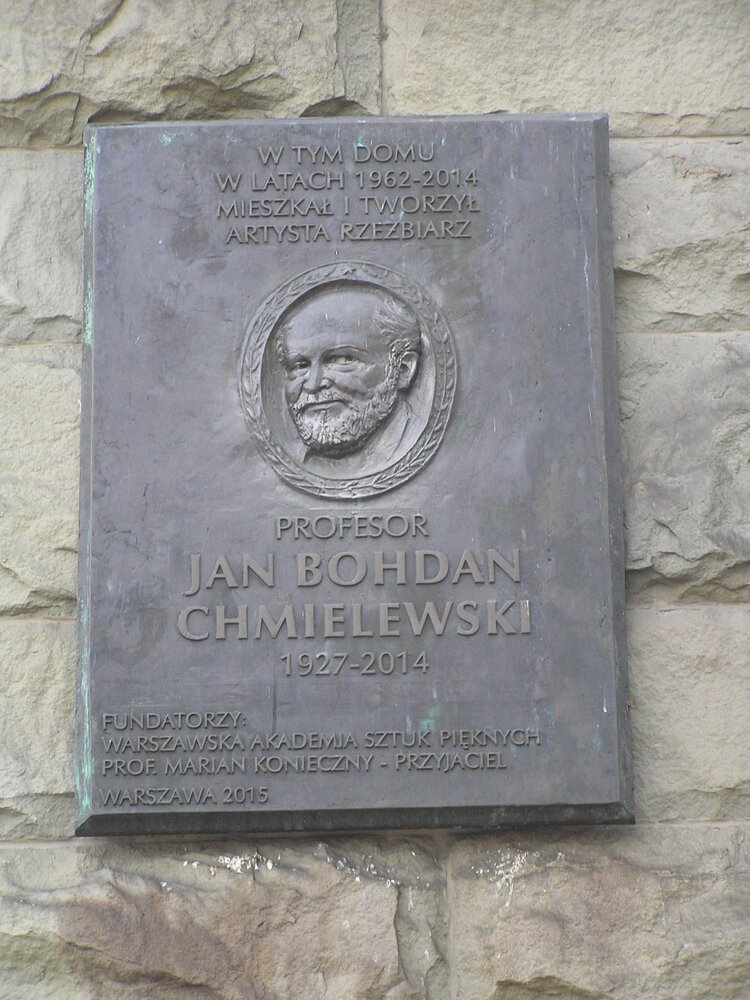 W TYM DOMU
W LATACH 1962-2014
MIESZKAŁ I TWORZYŁ
ARTYSTA RZEŹBIARZ
PROFESOR
JAN BOHDAN
CHMIELEWSKI
1927-2014
FUNDATORZY:
WARSZAWSKA AKADEMIA SZTUK PIĘKNYCH
PROF. MARIAN KONIECZNY - PRZYJACIEL
WARSZAWA 2015